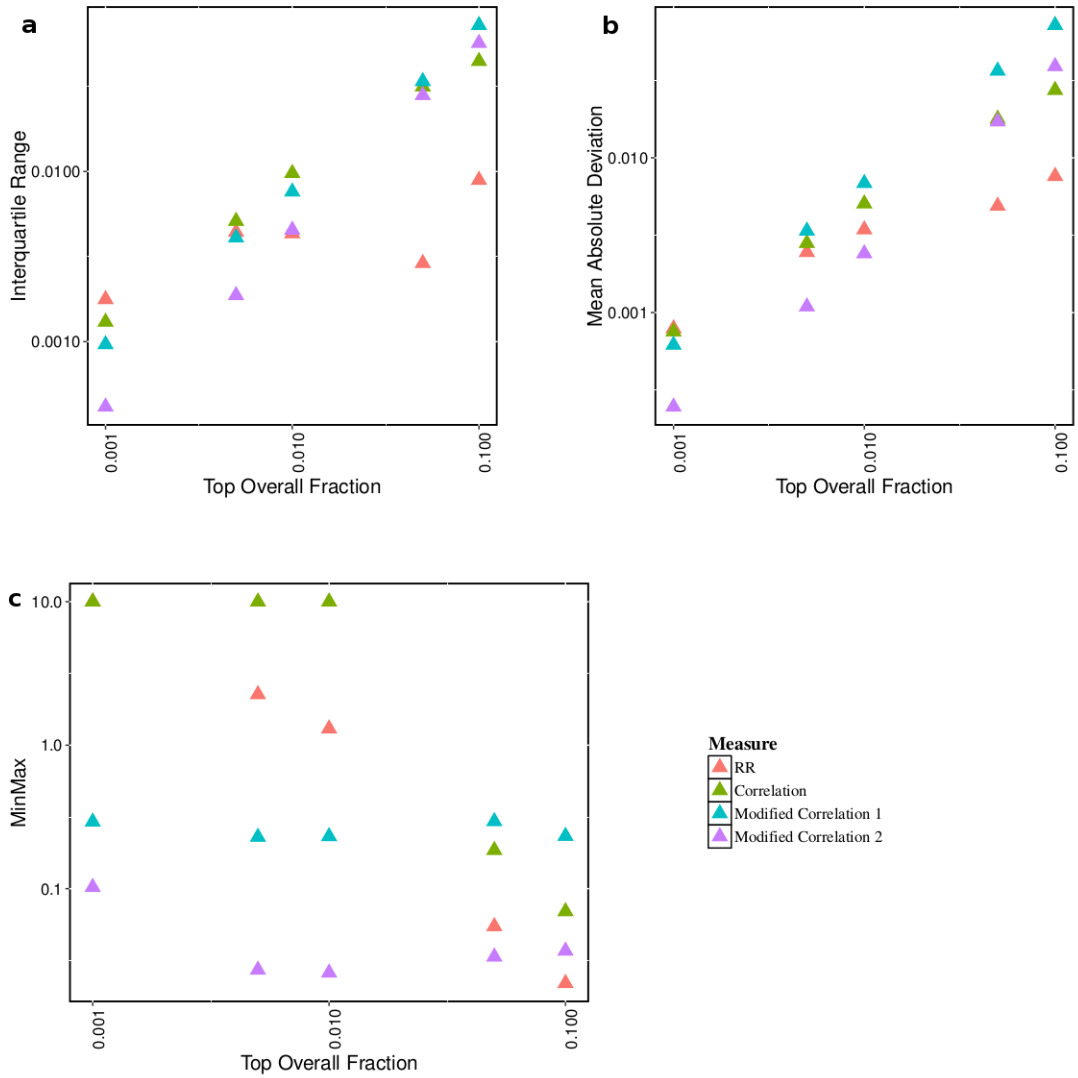 a
Interquartile Range
0.0100
0.0010
0.001
0.010
0.100
Top Overall Fraction
b
Mean Absolute Deviation
0.010
0.001
0.001
0.010
0.100
Top Overall Fraction
c
MinMax
10.0
1.0
0.1
0.001
0.010
0.100
Top Overall Fraction
Measure
RR
Correlation
Modified Correlation 1
Modified Correlation 2